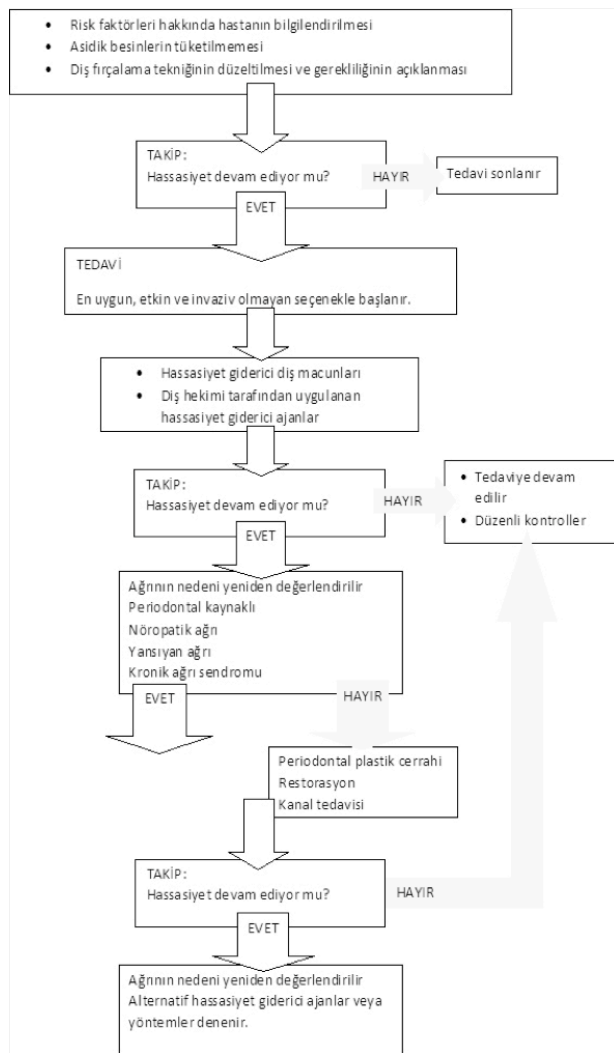 • Risk faktörleri hakkında hastanın bilgilendirilmesi
• Asidik besinlerin tüketilmemesi
• Diş fırçalama tekniğinin düzeltilmesi ve gerekliliğinin açıklanması
TAKİP:
Hassasiyet devam ediyor mu?
HAYIR
Tedavi sonlanır
EVET
TEDAVİ
En uygun, etkin ve invaziv olmayan seçenekle başlanır.
• Hassasiyet giderici diş macunları
• Diş hekimi tarafından uygulanan
hassasiyet giderici ajanlar
TAKİP:
Hassasiyet devam ediyor mu?
HAYIR
• Tedaviye devam
edilir
• Düzenli kontroller
EVET
Ağrının nedeni yeniden değerlendirilir
Periodontal kaynaklı
Nöropatik ağrı
Yansıyan ağrı
Kronik ağrı sendromu
EVET
HAYIR
Periodontal plastik cerrahi
Restorasyon
Kanal tedavisi
TAKİP:
Hassasiyet devam ediyor mu?
HAYIR
EVET
Ağrının nedeni yeniden değerlendirilir
Alternatif hassasiyet giderici ajanlar veya
yöntemler denenir.